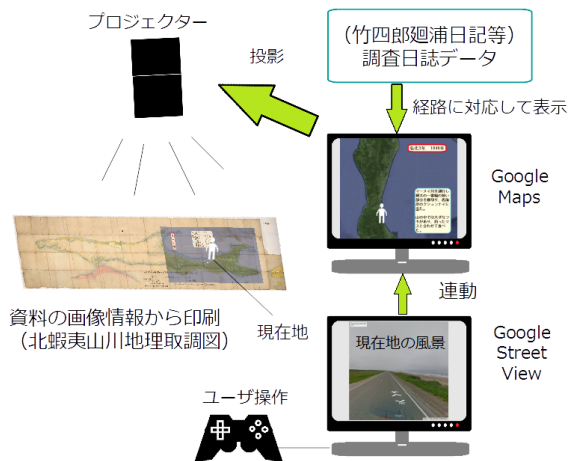 プロジェクター
投影
（竹四郎廻浦日記等）
調査日誌データ
経路に対応して表示
Google
Maps
連動
現在地
資料の画像情報から印刷
（北蝦夷山川地理取調図）
現在地の風景
Google
Street
View
ユーザ操作